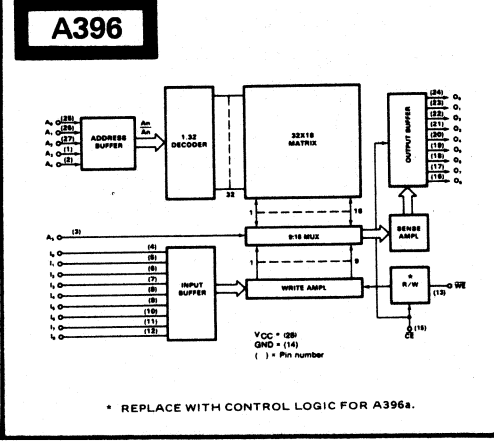 A396
A₀ (25)
A₁ (26)
A₂ (27)
A₃ (1)
A₄ (2)
ADDRESS BUFFER
An
An
1:32 DECODER
32
32X18 MATRIX
OUTPUT BUFFER
(24) O₀
(23) O₁
(22) O₂
(21) O₃
(20) O₄
(19) O₅
(18) O₆
(17) O₇
(16) O₈
1 18
A₅ (3)
9:18 MUX
SENSE AMPL
1 9
I₀ (4)
I₁ (5)
I₂ (6)
I₃ (7)
I₄ (8)
I₅ (9)
I₆ (10)
I₇ (11)
I₈ (12)
INPUT BUFFER
WRITE AMPL
* R/W
(13) WE
(15)
CE
VCC = (28)
GND = (14)
( ) = Pin number
* REPLACE WITH CONTROL LOGIC FOR A396a.